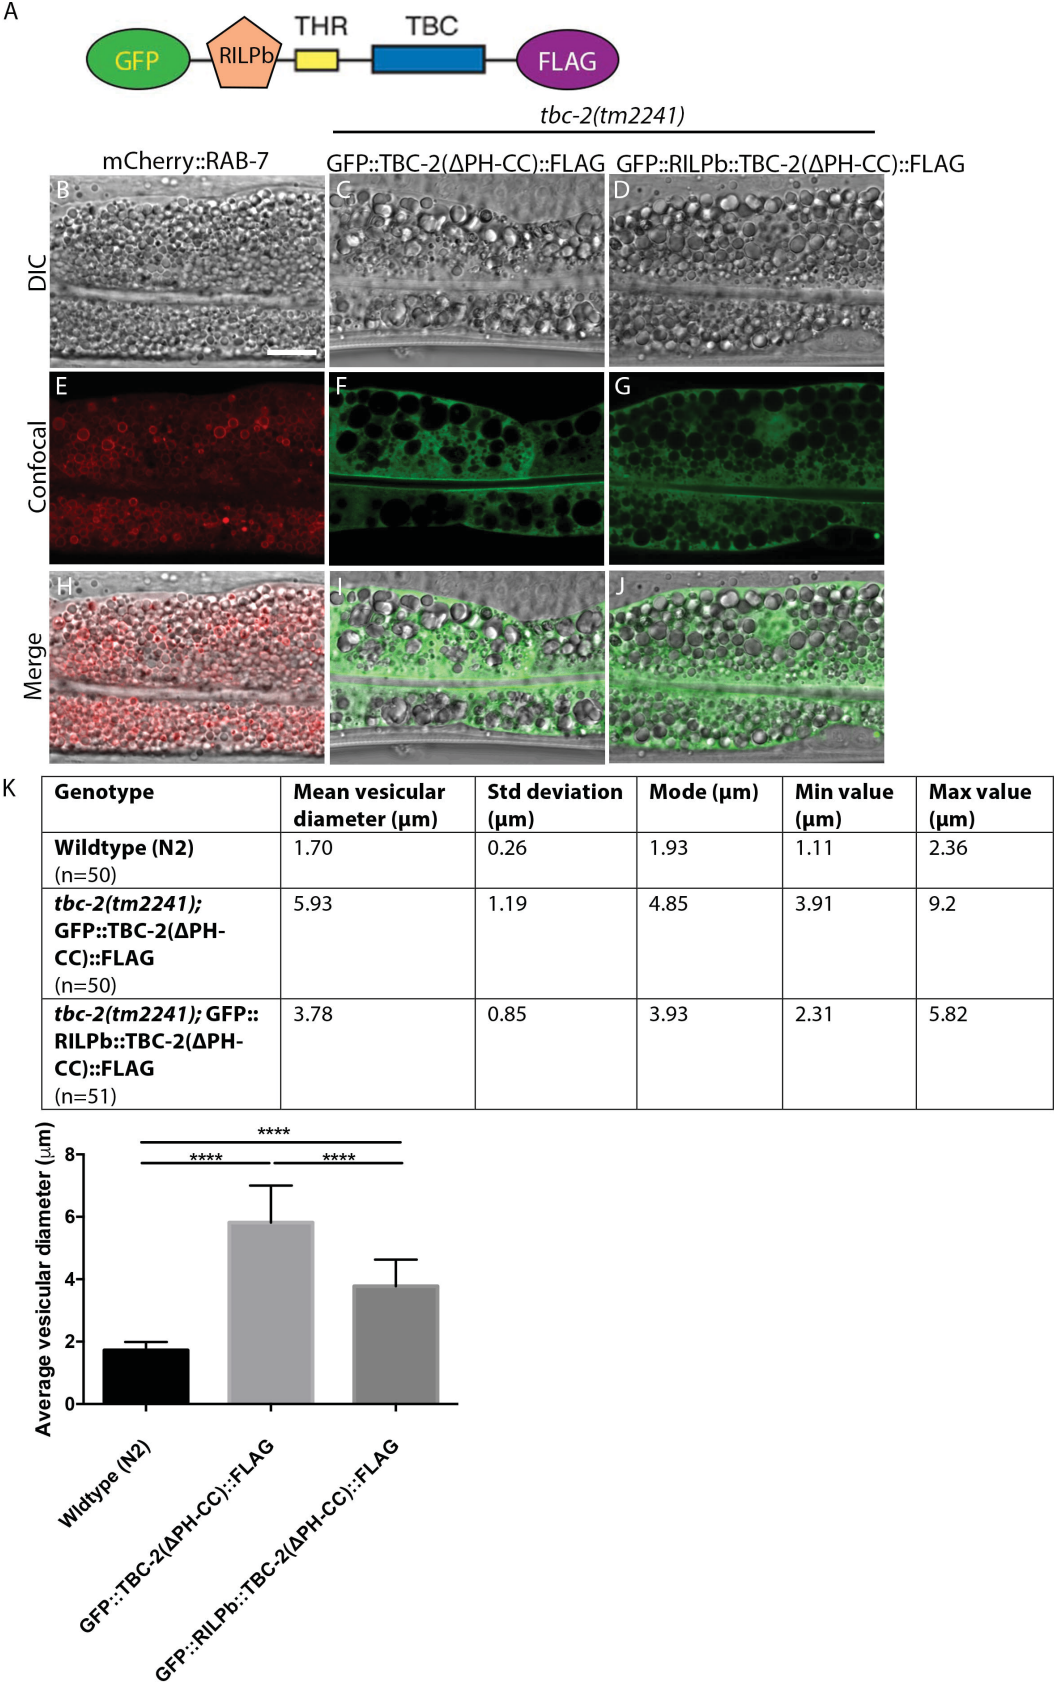 A
GFP
RILPb
THR
TBC
FLAG
tbc-2(tm2241)
mCherry::RAB-7
GFP::TBC-2(ΔPH-CC)::FLAG
GFP::RILPb::TBC-2(ΔPH-CC)::FLAG
DIC
B
C
D
Confocal
E
F
G
Merge
H
I
J
K
Genotype
Mean vesicular
diameter (μm)
Std deviation
(μm)
Mode (μm)
Min value
(μm)
Max value
(μm)
Wildtype (N2)
(n=50)
1.70
0.26
1.93
1.11
2.36
tbc-2(tm2241);
GFP::TBC-2(ΔPH-
CC)::FLAG
(n=50)
5.93
1.19
4.85
3.91
9.2
tbc-2(tm2241); GFP::
RILPb::TBC-2(ΔPH-
CC)::FLAG
(n=51)
3.78
0.85
3.93
2.31
5.82
Average vesicular diameter (μm)
8
6
4
2
0
****
****
****
WIdtype (N2)
GFP::TBC-2(ΔPH-CC)::FLAG
GFP::RILPb::TBC-2(ΔPH-CC)::FLAG